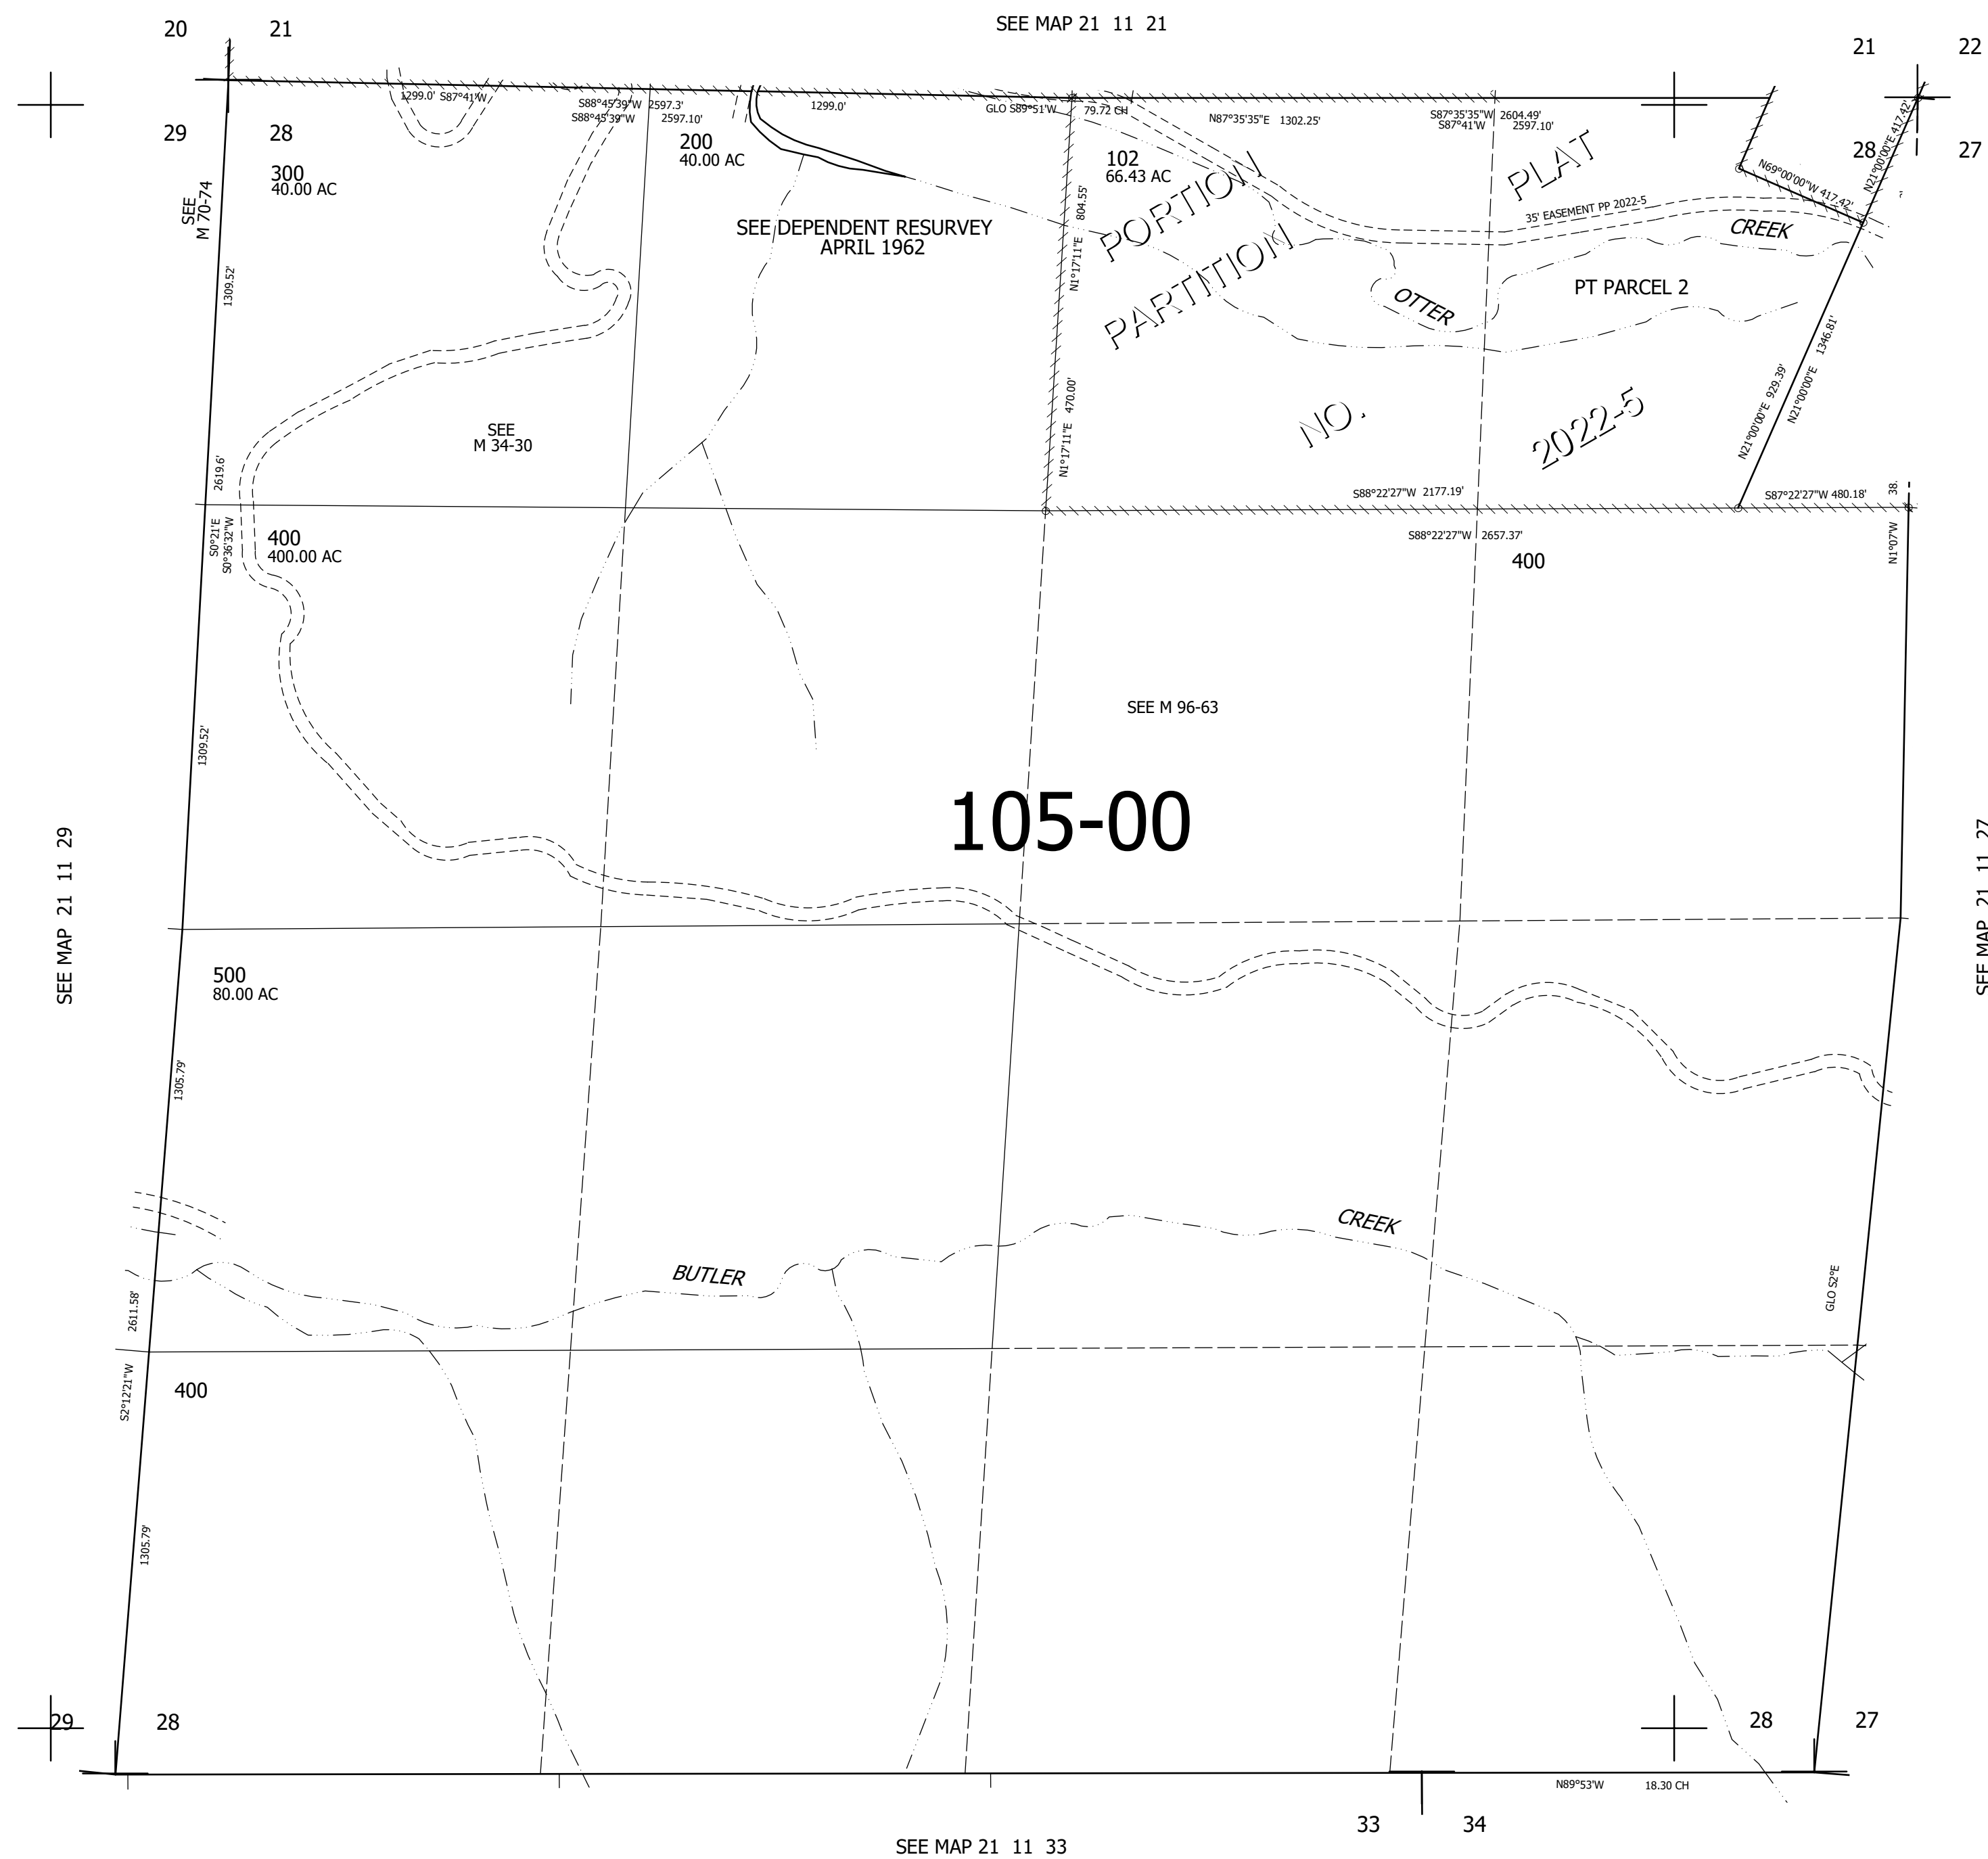 SEE MAP 21 11 21
20 21
21 22
29 28
28 27
1299.0' S87°41'W
S88°45'39"W 2597.3'
S88°45'39"W 2597.10'
1299.0'
GLO S89°51'W 79.72 CH
N87°35'35"E 1302.25'
S87°35'35"W 2604.49'
S87°41'W 2597.10'
N21°00'00"E 417.42'
N69°00'00"W 417.42'
300
40.00 AC
200
40.00 AC
102
66.43 AC
SEE
M 70-74
SEE DEPENDENT RESURVEY
APRIL 1962
PORTION
PARTITION
PLAT
NO.
2022-5
35' EASEMENT PP 2022-5
OTTER
CREEK
PT PARCEL 2
N1°17'11"E 804.55'
N1°17'11"E 470.00'
N21°00'00"E 929.39'
N21°00'00"E 1346.81'
1309.52'
2619.6'
S0°21'E
S0°36'32"W
SEE
M 34-30
S88°22'27"W 2177.19'
S88°22'27"W 2657.37'
S87°22'27"W 480.18'
38.
N1°07'W
400
400.00 AC
400
1309.52'
SEE M 96-63
105-00
SEE MAP 21 11 29
SEE MAP 21 11 27
500
80.00 AC
1305.79'
BUTLER
CREEK
GLO S2°E
2611.58'
S2°12'21"W
400
1305.79'
29 28
28 27
N89°53'W 18.30 CH
33 34
SEE MAP 21 11 33